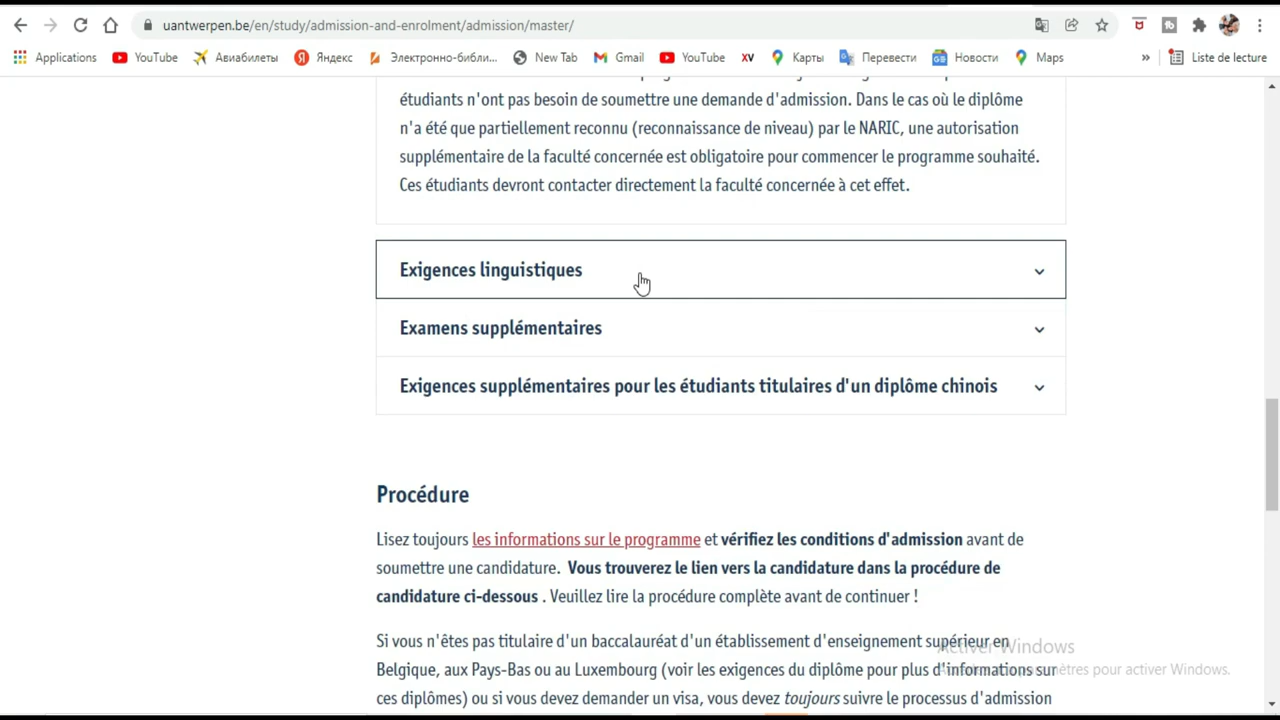 uantwerpen.be/en/study/admission-and-enrolment/admission/master/
Applications YouTube Авиабилеты Яндекс Электронно-библи... New Tab Gmail YouTube XV Карты Перевести Новости Maps » Liste de lecture
étudiants n'ont pas besoin de soumettre une demande d'admission. Dans le cas où le diplôme
n'a été que partiellement reconnu (reconnaissance de niveau) par le NARIC, une autorisation
supplémentaire de la faculté concernée est obligatoire pour commencer le programme souhaité.
Ces étudiants devront contacter directement la faculté concernée à cet effet.
Exigences linguistiques
Examens supplémentaires
Exigences supplémentaires pour les étudiants titulaires d'un diplôme chinois
Procédure
Lisez toujours les informations sur le programme et vérifiez les conditions d'admission avant de
soumettre une candidature. Vous trouverez le lien vers la candidature dans la procédure de
candidature ci-dessous . Veuillez lire la procédure complète avant de continuer !
Si vous n'êtes pas titulaire d'un baccalauréat d'un établissement d'enseignement supérieur en
Activer Windows
Belgique, aux Pays-Bas ou au Luxembourg (voir les exigences du diplôme pour plus d'informations sur
paramètres pour activer Windows.
ces diplômes) ou si vous devez demander un visa, vous devez toujours suivre le processus d'admission